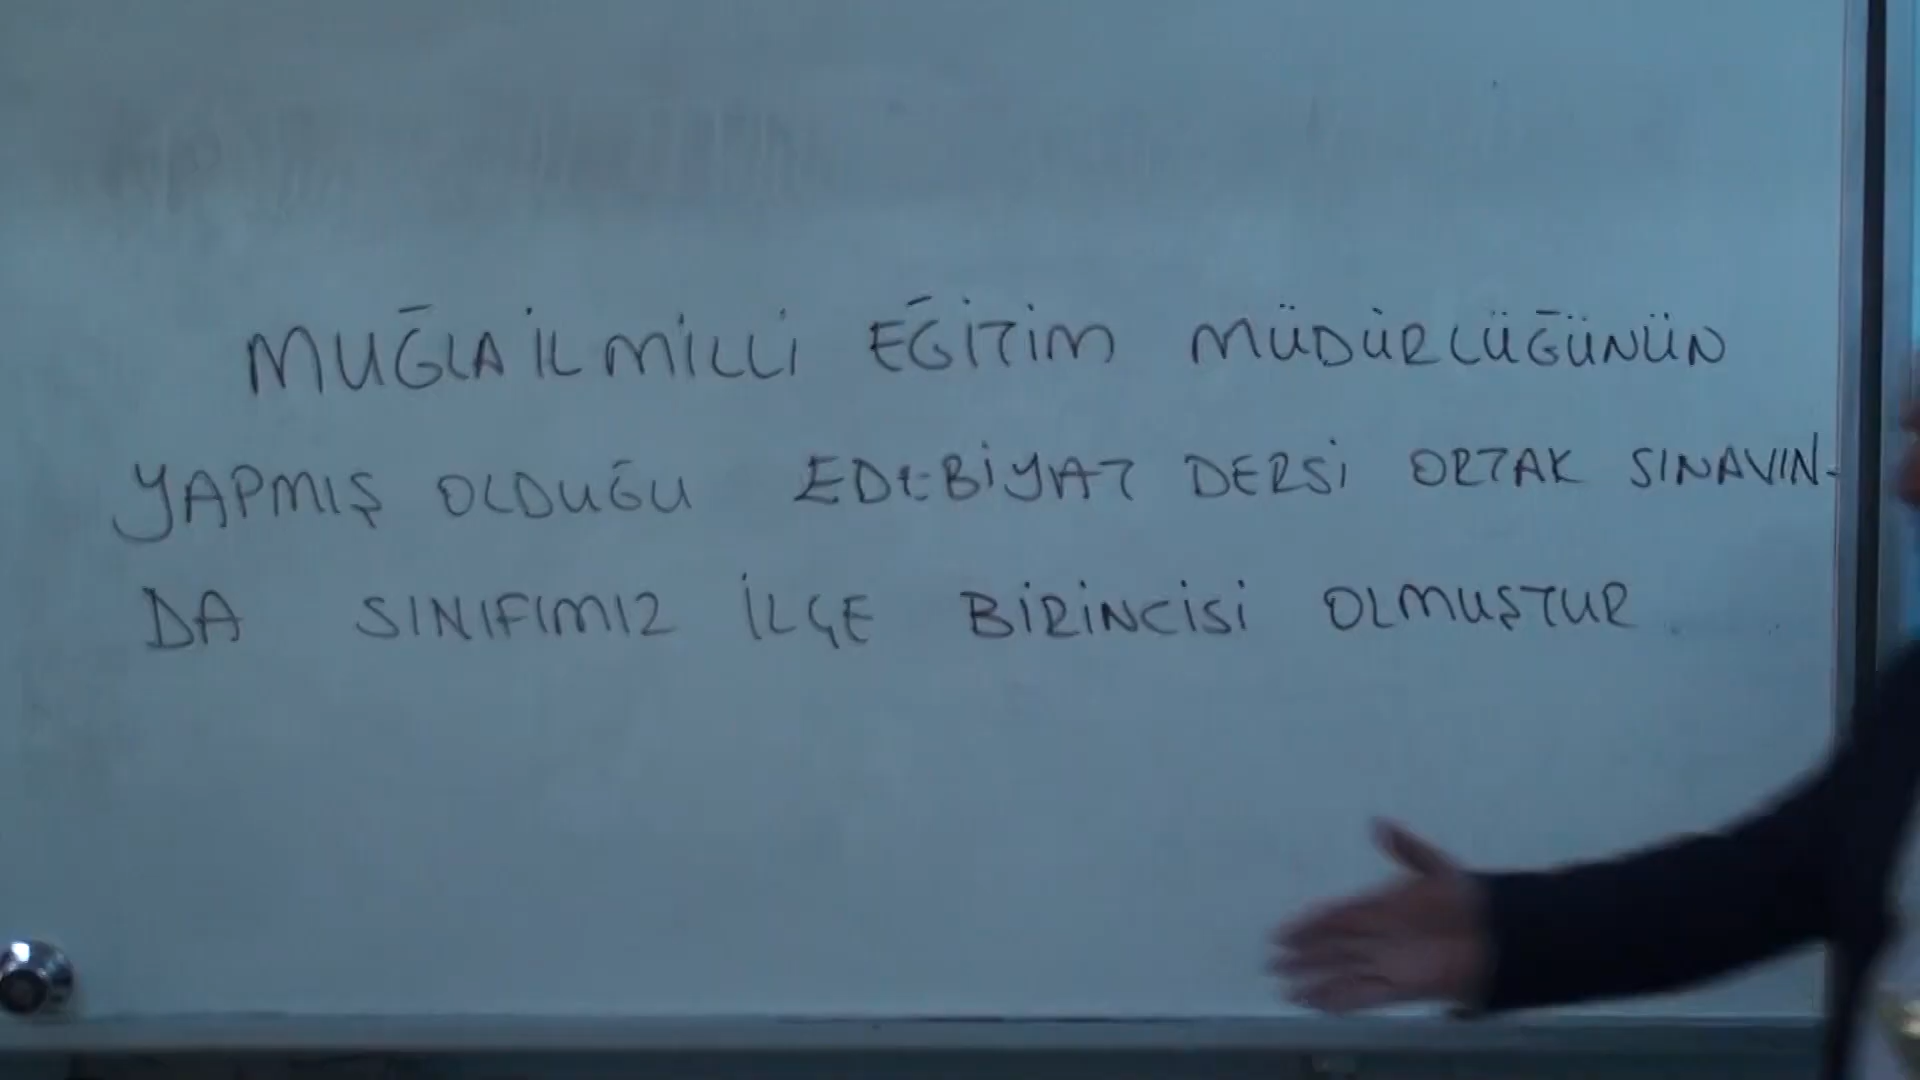 MUĞLA İL MİLLİ EĞİTİM MÜDÜRLÜĞÜNÜN
YAPMIŞ OLDUĞU EDEBİYAT DERSİ ORTAK SINAVIN-
DA SINIFIMIZ İLÇE BİRİNCİSİ OLMUŞTUR.